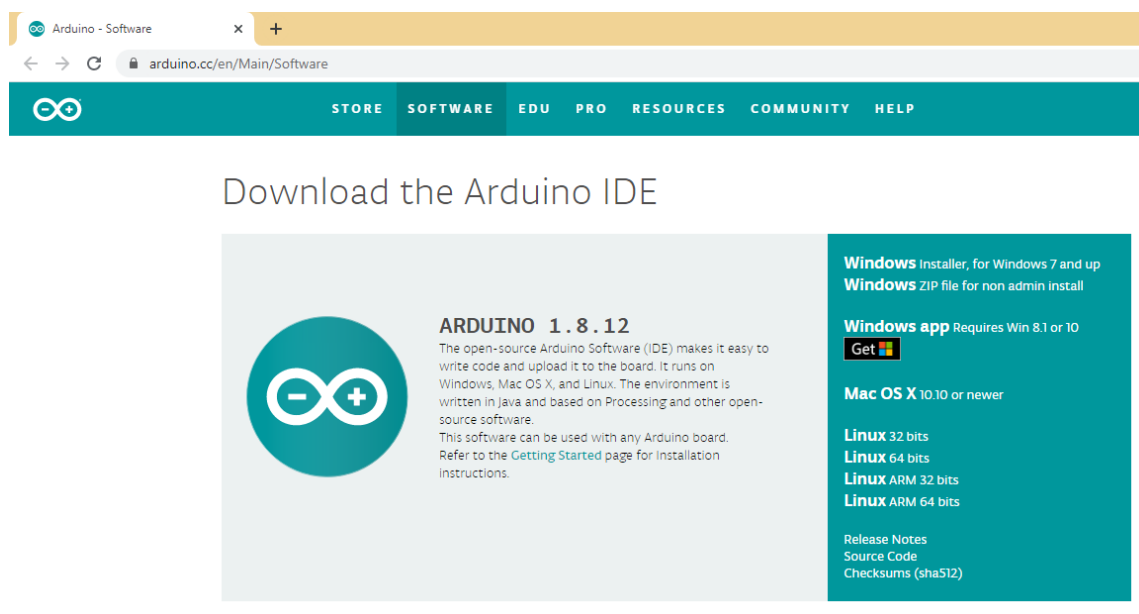 Arduino - Software
arduino.cc/en/Main/Software
STORE SOFTWARE EDU PRO RESOURCES COMMUNITY HELP
Download the Arduino IDE
ARDUINO 1.8.12
The open-source Arduino Software (IDE) makes it easy to
write code and upload it to the board. It runs on
Windows, Mac OS X, and Linux. The environment is
written in Java and based on Processing and other open-
source software.
This software can be used with any Arduino board.
Refer to the Getting Started page for Installation
instructions.
Windows Installer, for Windows 7 and up
Windows ZIP file for non admin install
Windows app Requires Win 8.1 or 10
Get
Mac OS X 10.10 or newer
Linux 32 bits
Linux 64 bits
Linux ARM 32 bits
Linux ARM 64 bits
Release Notes
Source Code
Checksums (sha512)